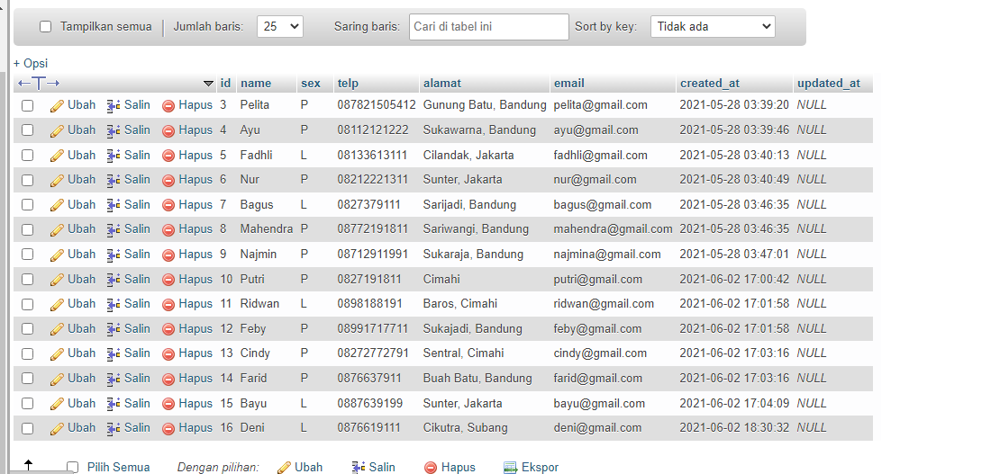 Tampilkan semua Jumlah baris: 25 Saring baris: Cari di tabel ini Sort by key: Tidak ada
+ Opsi
←T→ id name sex telp alamat email created_at updated_at
Ubah Salin Hapus 3 Pelita P 087821505412 Gunung Batu, Bandung pelita@gmail.com 2021-05-28 03:39:20 NULL
Ubah Salin Hapus 4 Ayu P 08112121222 Sukawarna, Bandung ayu@gmail.com 2021-05-28 03:39:46 NULL
Ubah Salin Hapus 5 Fadhli L 08133613111 Cilandak, Jakarta fadhli@gmail.com 2021-05-28 03:40:13 NULL
Ubah Salin Hapus 6 Nur P 08212221311 Sunter, Jakarta nur@gmail.com 2021-05-28 03:40:49 NULL
Ubah Salin Hapus 7 Bagus L 0827379111 Sarijadi, Bandung bagus@gmail.com 2021-05-28 03:46:35 NULL
Ubah Salin Hapus 8 Mahendra P 08772191811 Sariwangi, Bandung mahendra@gmail.com 2021-05-28 03:46:35 NULL
Ubah Salin Hapus 9 Najmin P 08712911991 Sukaraja, Bandung najmina@gmail.com 2021-05-28 03:47:01 NULL
Ubah Salin Hapus 10 Putri P 0827191811 Cimahi putri@gmail.com 2021-06-02 17:00:42 NULL
Ubah Salin Hapus 11 Ridwan L 0898188191 Baros, Cimahi ridwan@gmail.com 2021-06-02 17:01:58 NULL
Ubah Salin Hapus 12 Feby P 08991717711 Sukajadi, Bandung feby@gmail.com 2021-06-02 17:01:58 NULL
Ubah Salin Hapus 13 Cindy P 08272772791 Sentral, Cimahi cindy@gmail.com 2021-06-02 17:03:16 NULL
Ubah Salin Hapus 14 Farid P 0876637911 Buah Batu, Bandung farid@gmail.com 2021-06-02 17:03:16 NULL
Ubah Salin Hapus 15 Bayu L 0887639199 Sunter, Jakarta bayu@gmail.com 2021-06-02 17:04:09 NULL
Ubah Salin Hapus 16 Deni L 0876619111 Cikutra, Subang deni@gmail.com 2021-06-02 18:30:32 NULL
Pilih Semua Dengan pilihan: Ubah Salin Hapus Ekspor